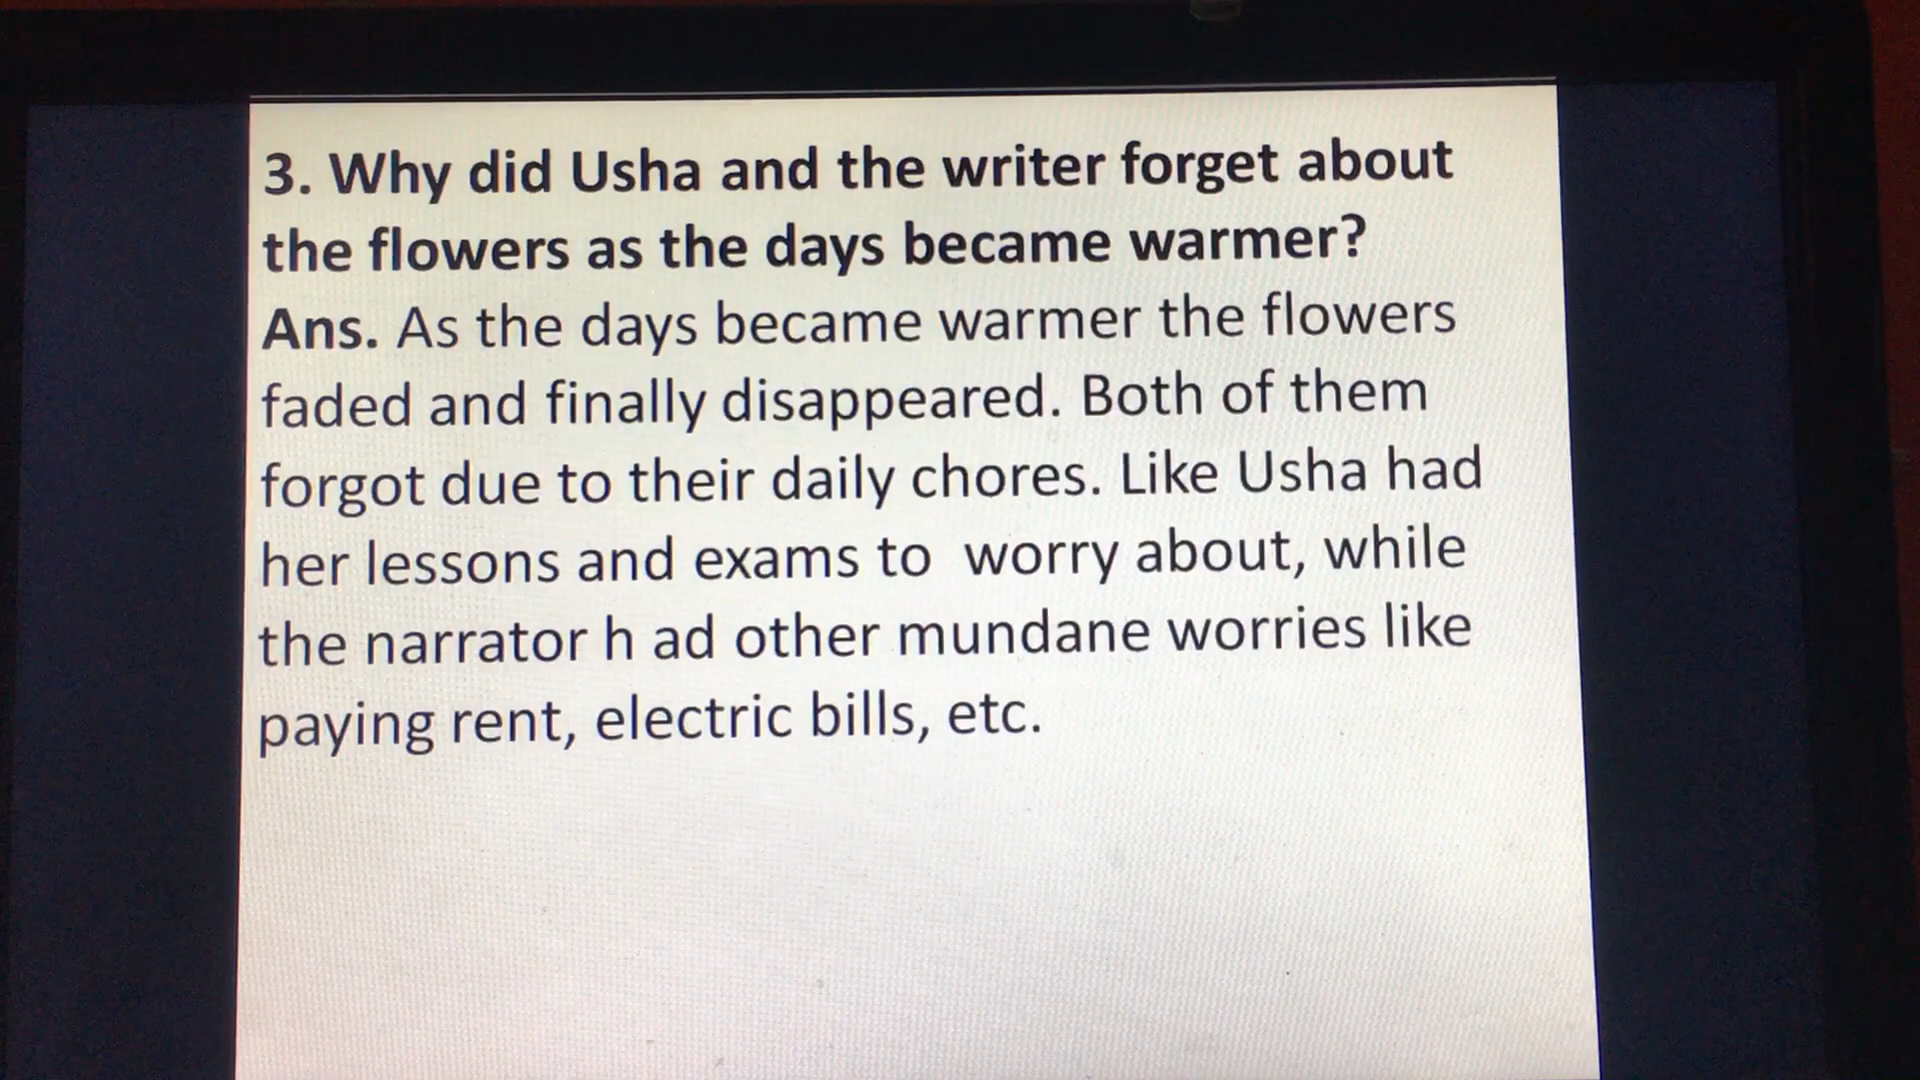 3. Why did Usha and the writer forget about
the flowers as the days became warmer?
Ans. As the days became warmer the flowers
faded and finally disappeared. Both of them
forgot due to their daily chores. Like Usha had
her lessons and exams to  worry about, while
the narrator h ad other mundane worries like
paying rent, electric bills, etc.